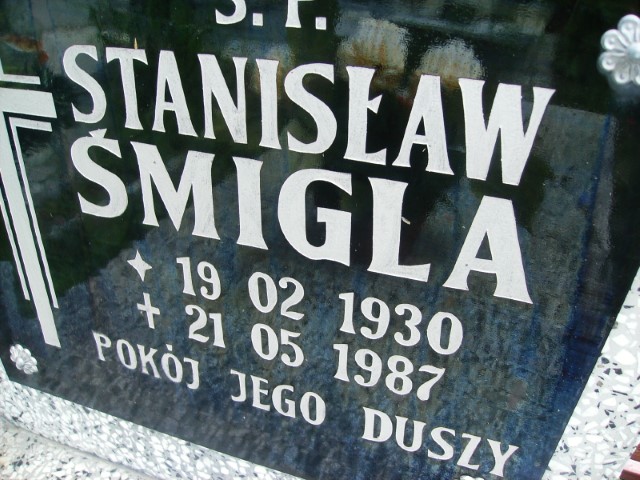 Ś. P.
STANISŁAW
ŚMIGLA
✦ 19 02 1930
+ 21 05 1987
POKÓJ JEGO DUSZY